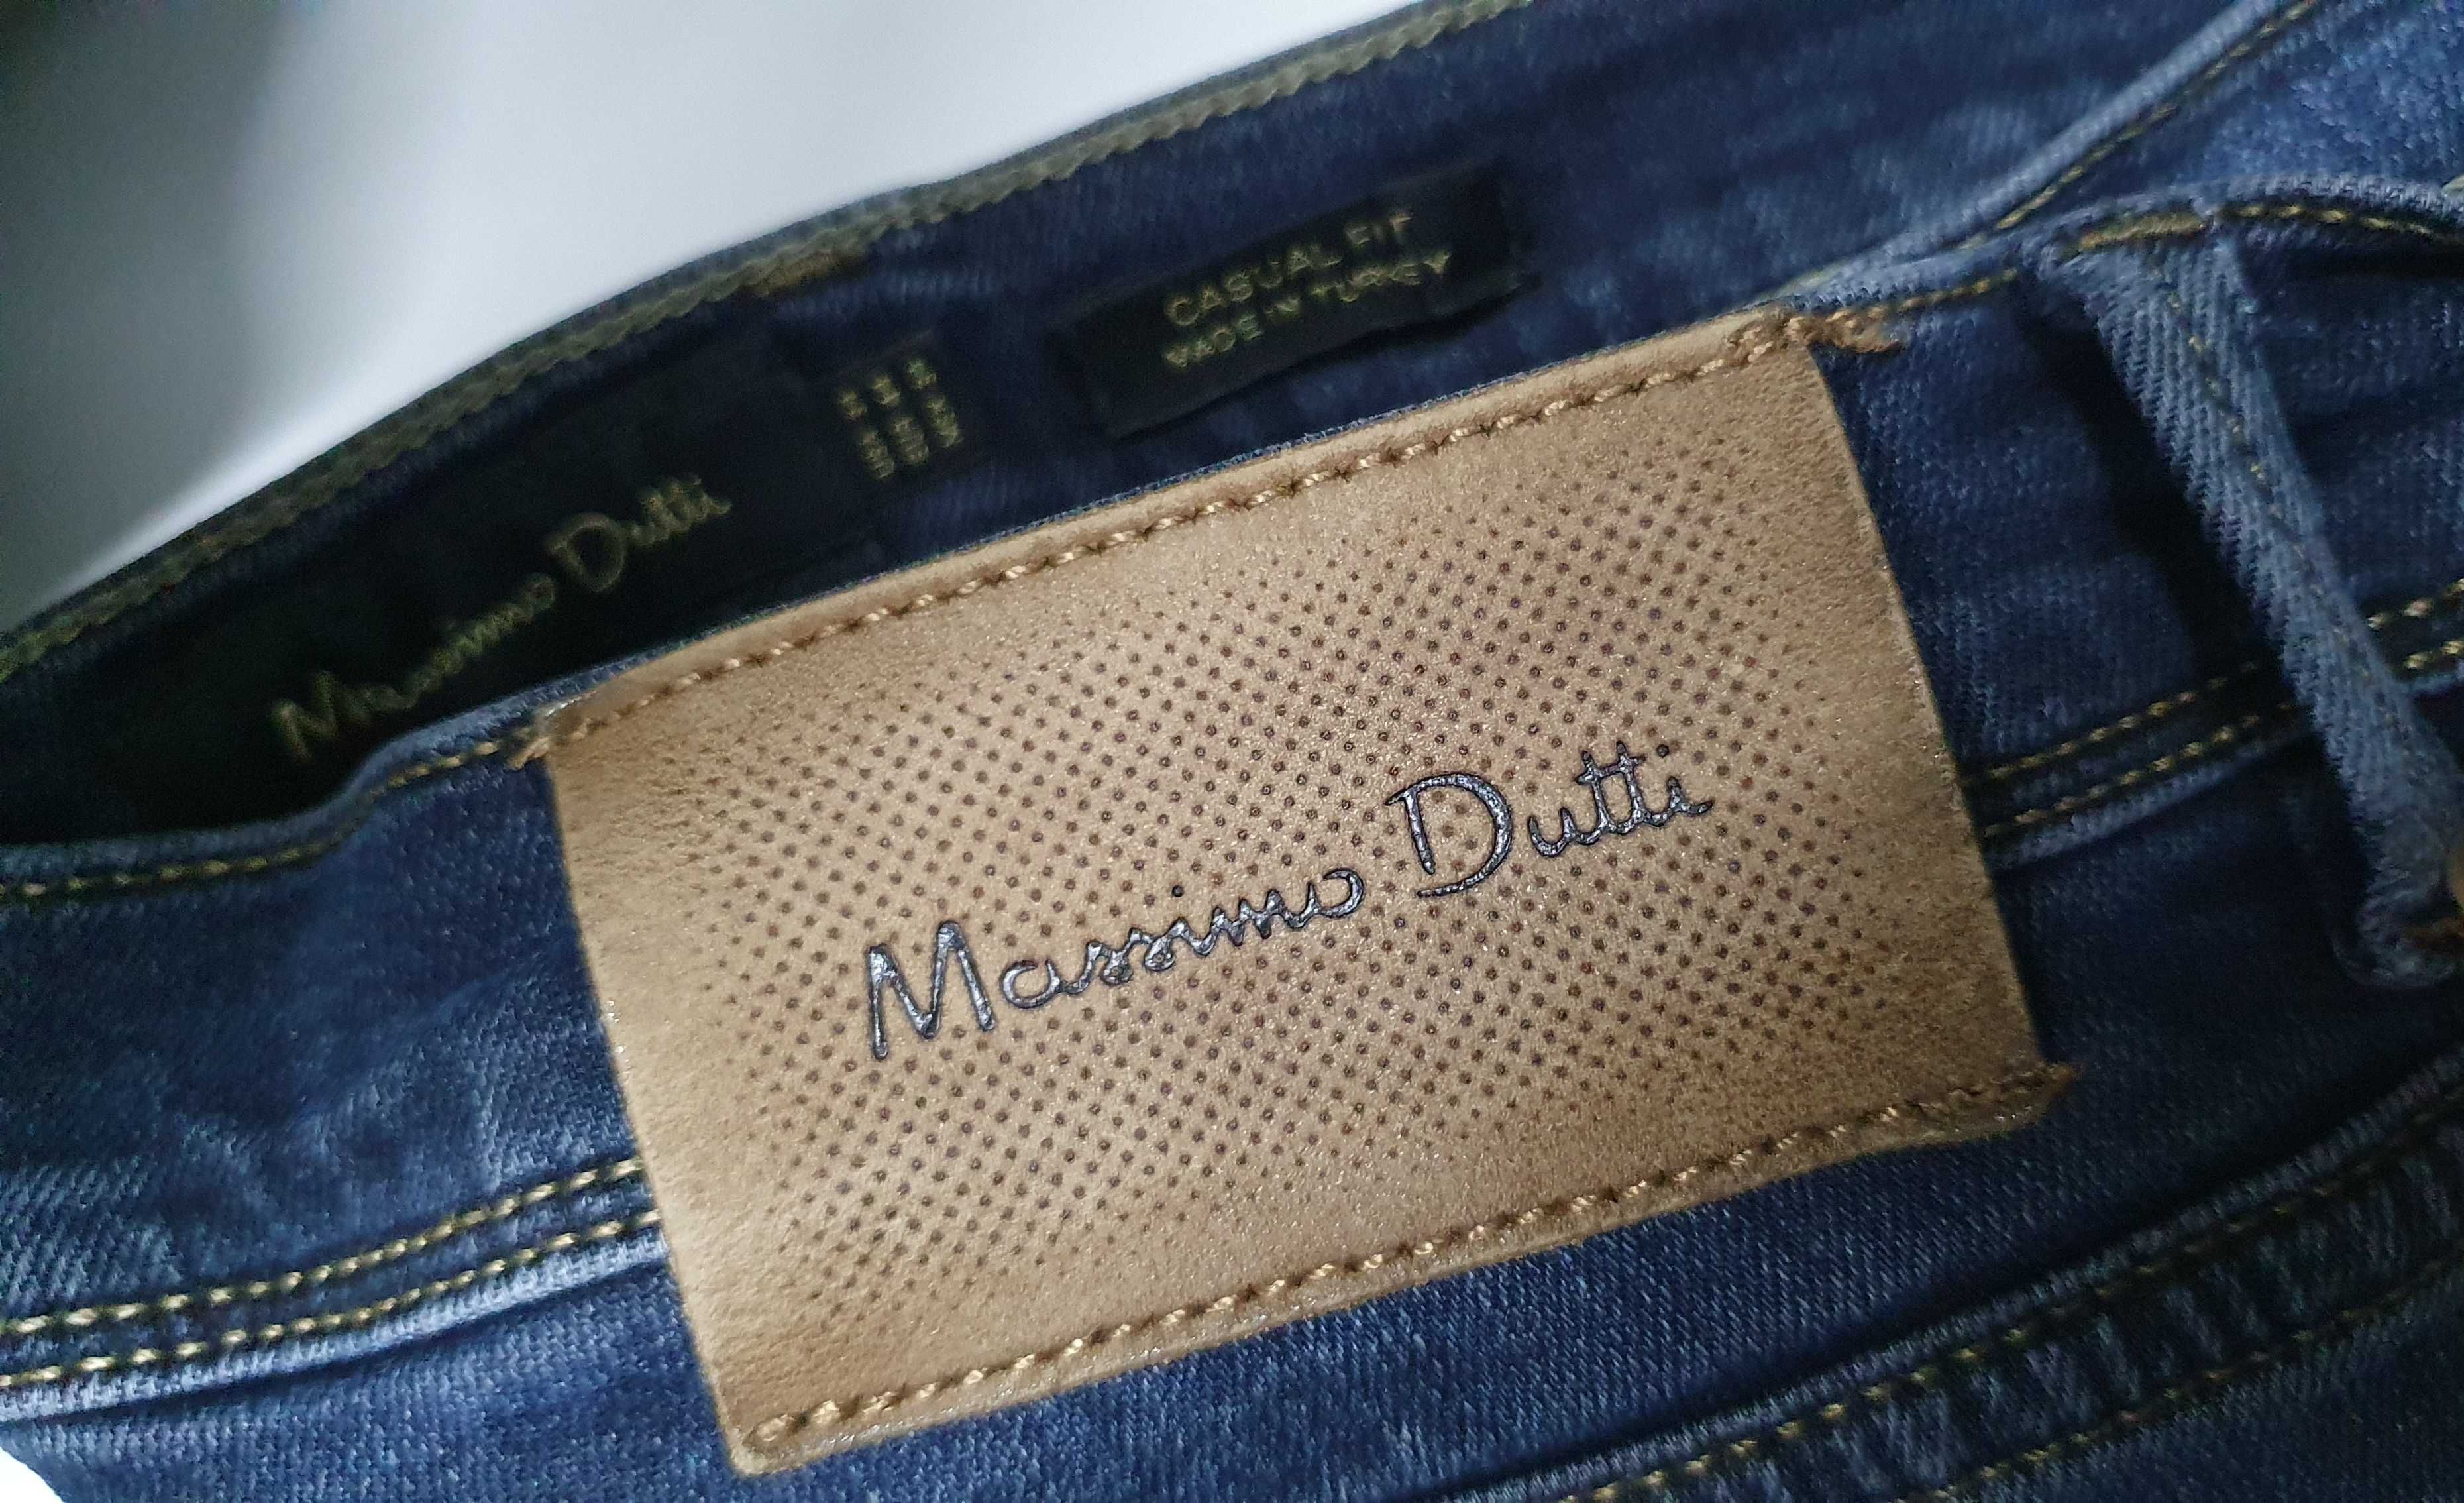 Massimo Dutti
CASUAL FIT
MADE IN TURKEY
Massimo Dutti